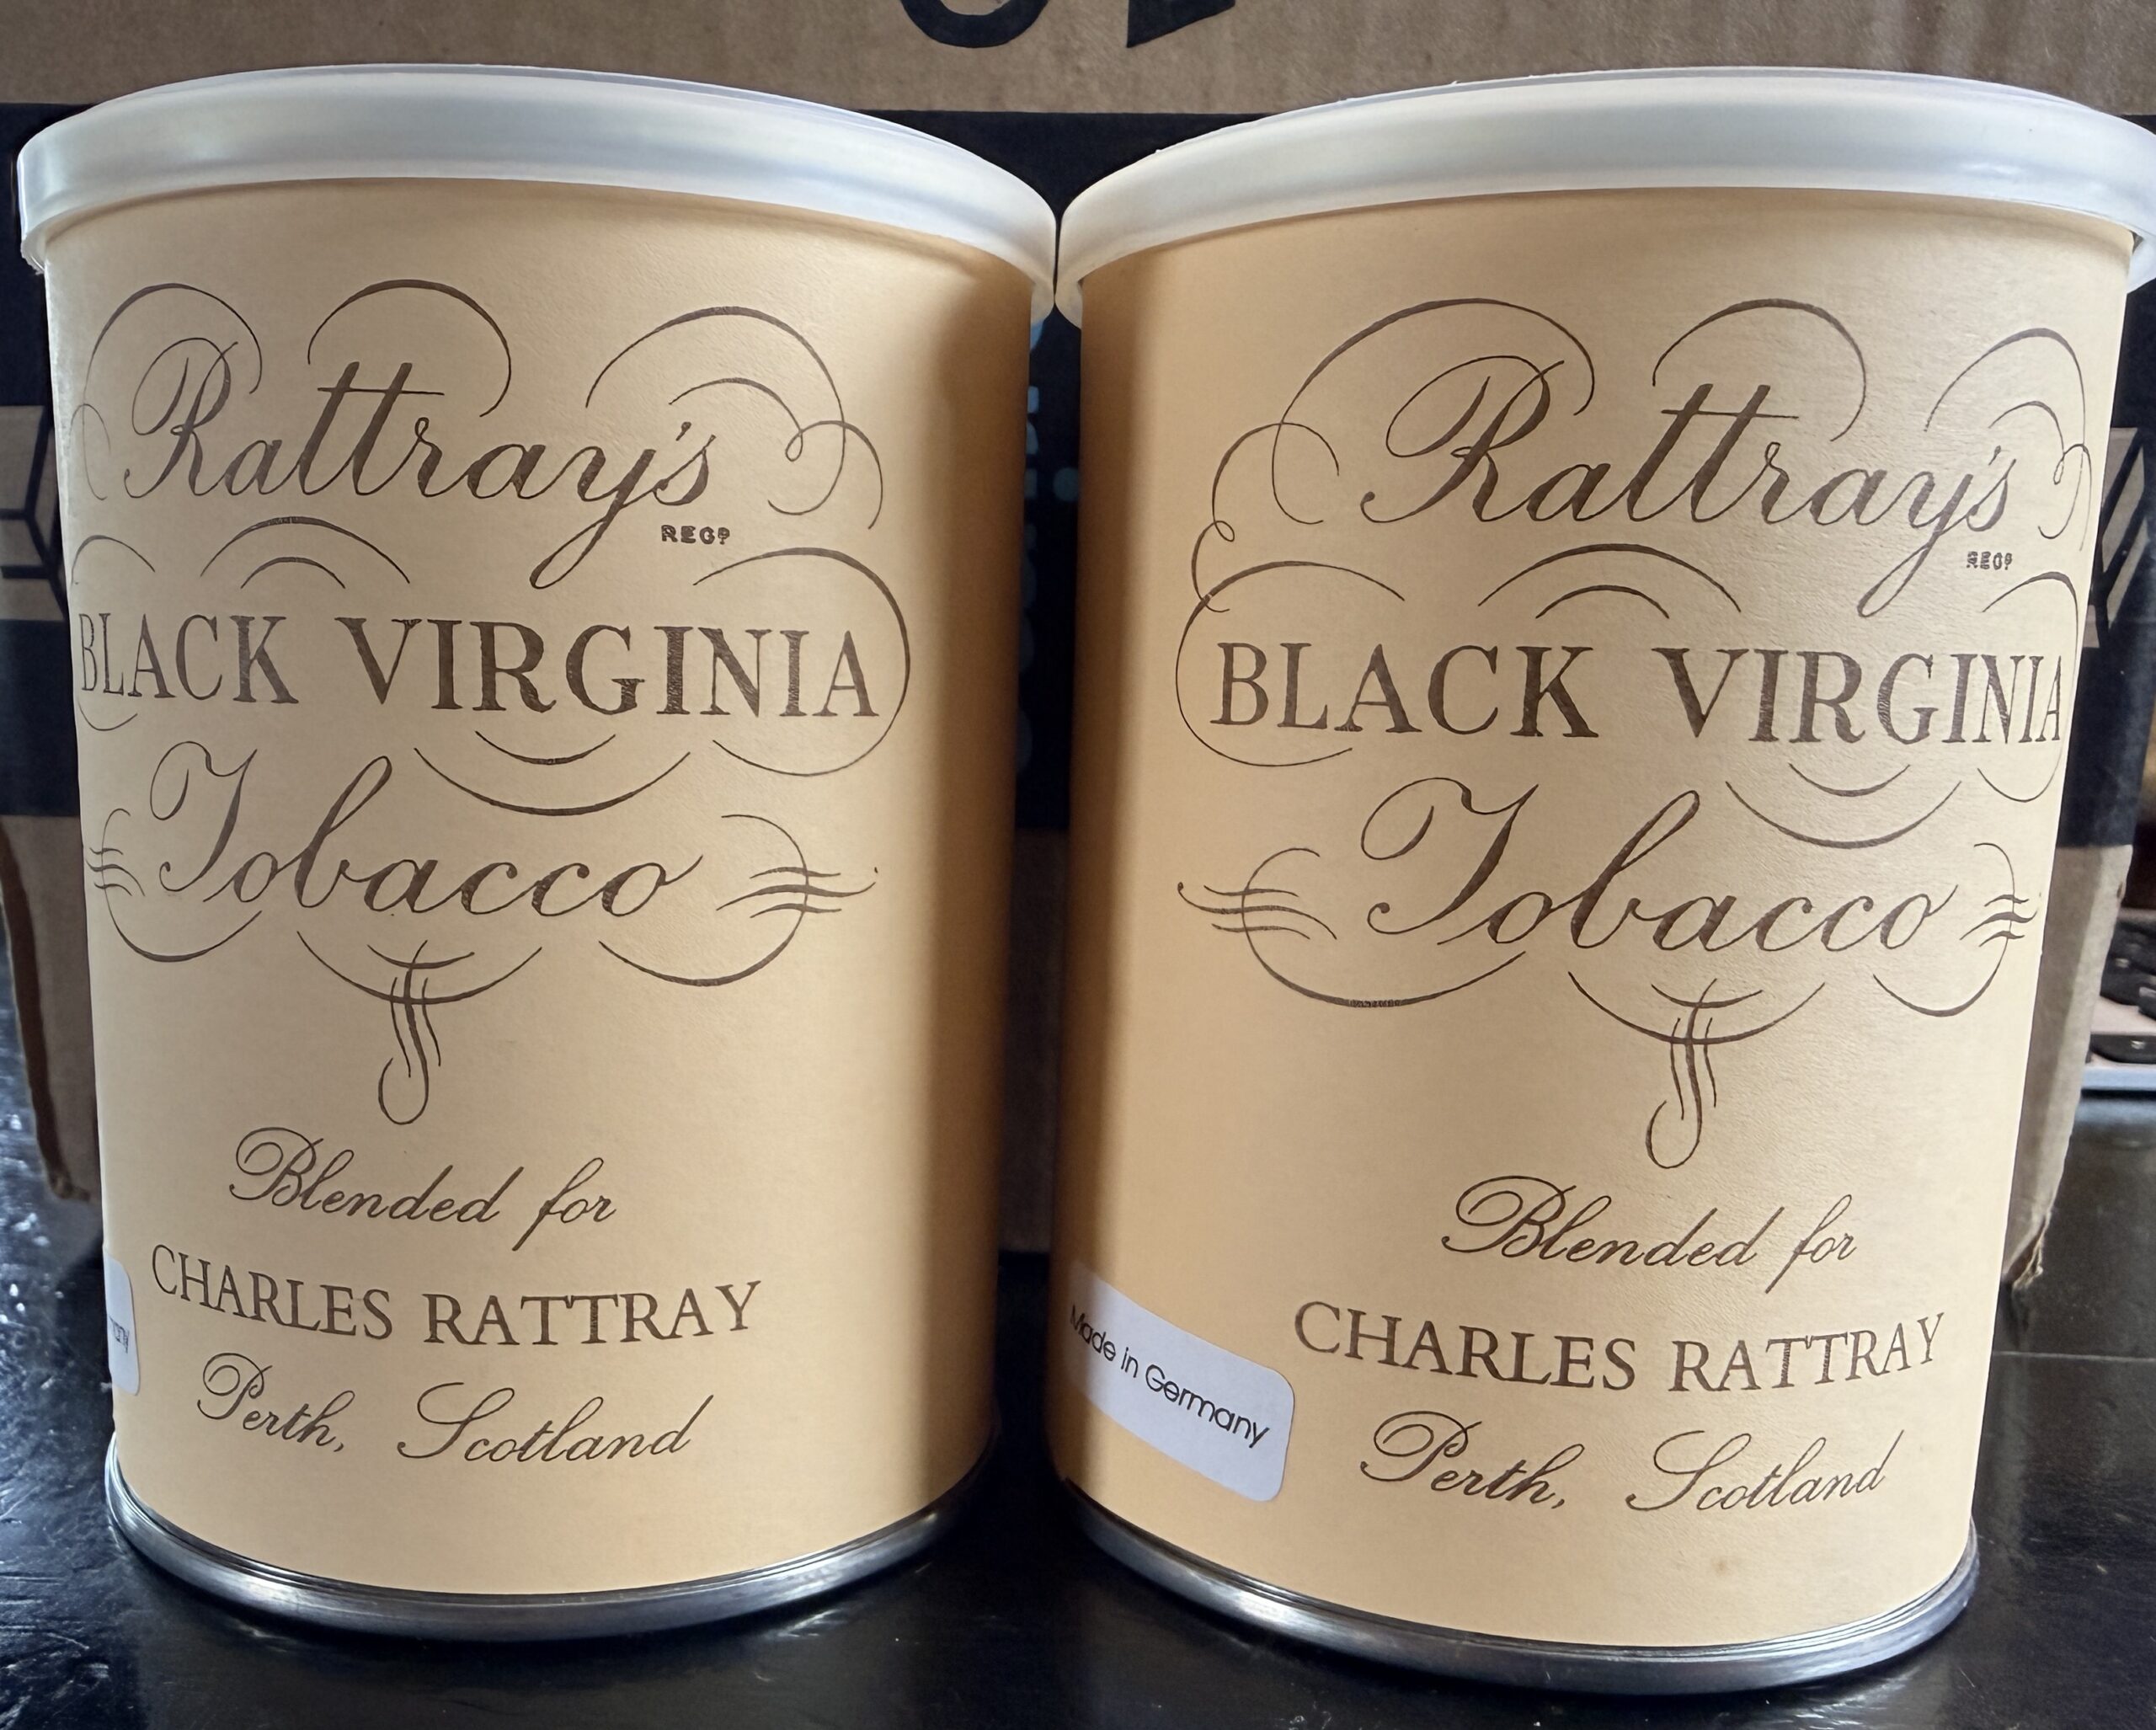 Rattray's
REGD
BLACK VIRGINIA
Tobacco
Blended for
CHARLES RATTRAY
Perth, Scotland
Rattray's
REGD
BLACK VIRGINIA
Tobacco
Blended for
CHARLES RATTRAY
Perth, Scotland
Made in Germany